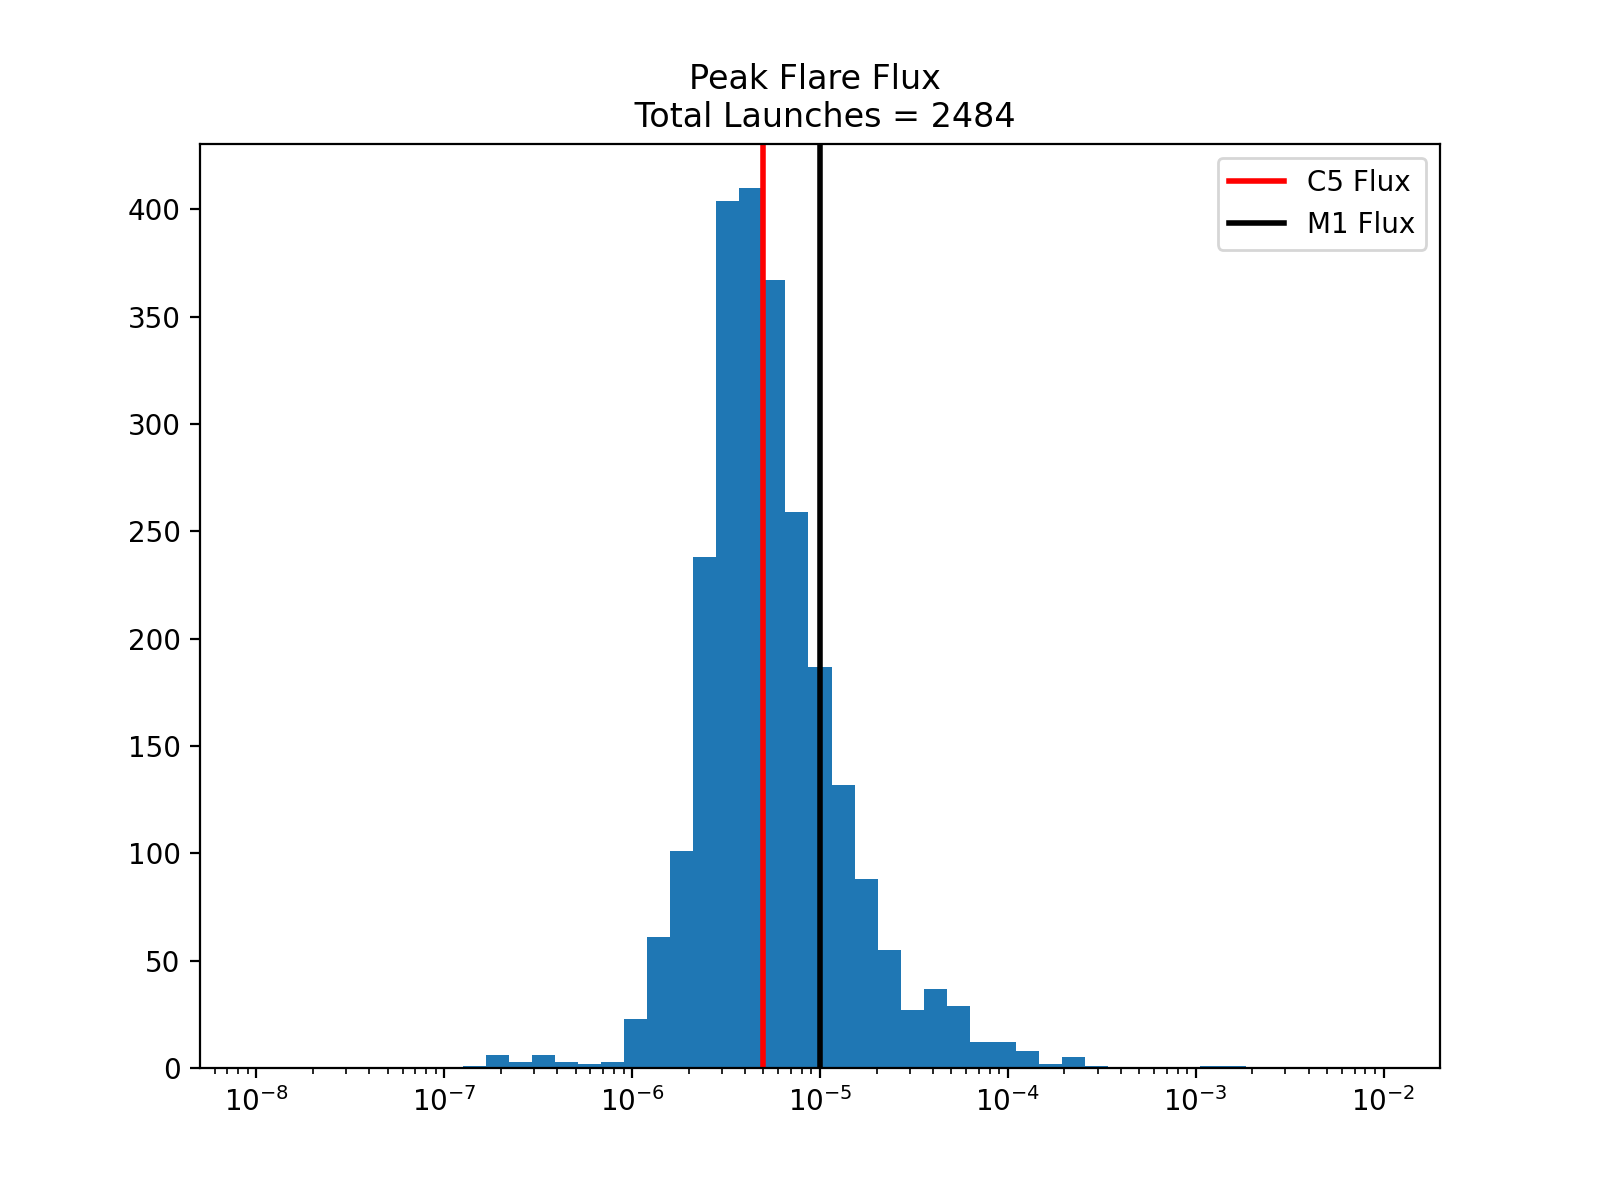 Peak Flare Flux
Total Launches = 2484
C5 Flux
M1 Flux
400
350
300
250
200
150
100
50
0
10⁻⁸ 10⁻⁷ 10⁻⁶ 10⁻⁵ 10⁻⁴ 10⁻³ 10⁻²